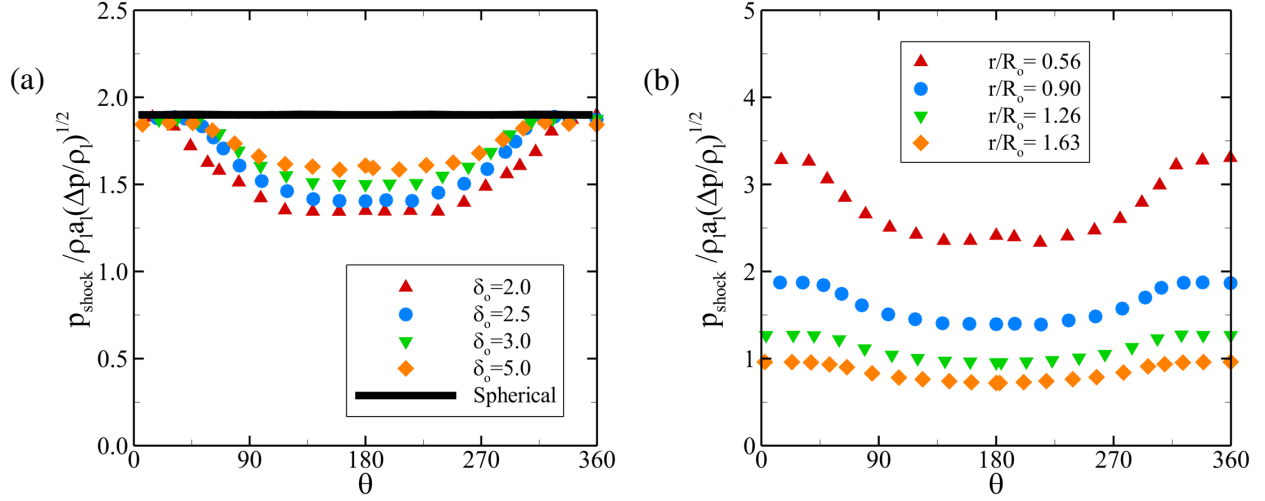 (a)
2.5
2.0
1.5
1.0
0.5
0.0
p_shock/ρ_l a_l(Δp/ρ_l)^1/2
δ_o=2.0
δ_o=2.5
δ_o=3.0
δ_o=5.0
Spherical
0 90 180 270 360
θ
(b)
5
4
3
2
1
0
p_shock/ρ_l a_l(Δp/ρ_l)^1/2
r/R_o= 0.56
r/R_o= 0.90
r/R_o= 1.26
r/R_o= 1.63
0 90 180 270 360
θ